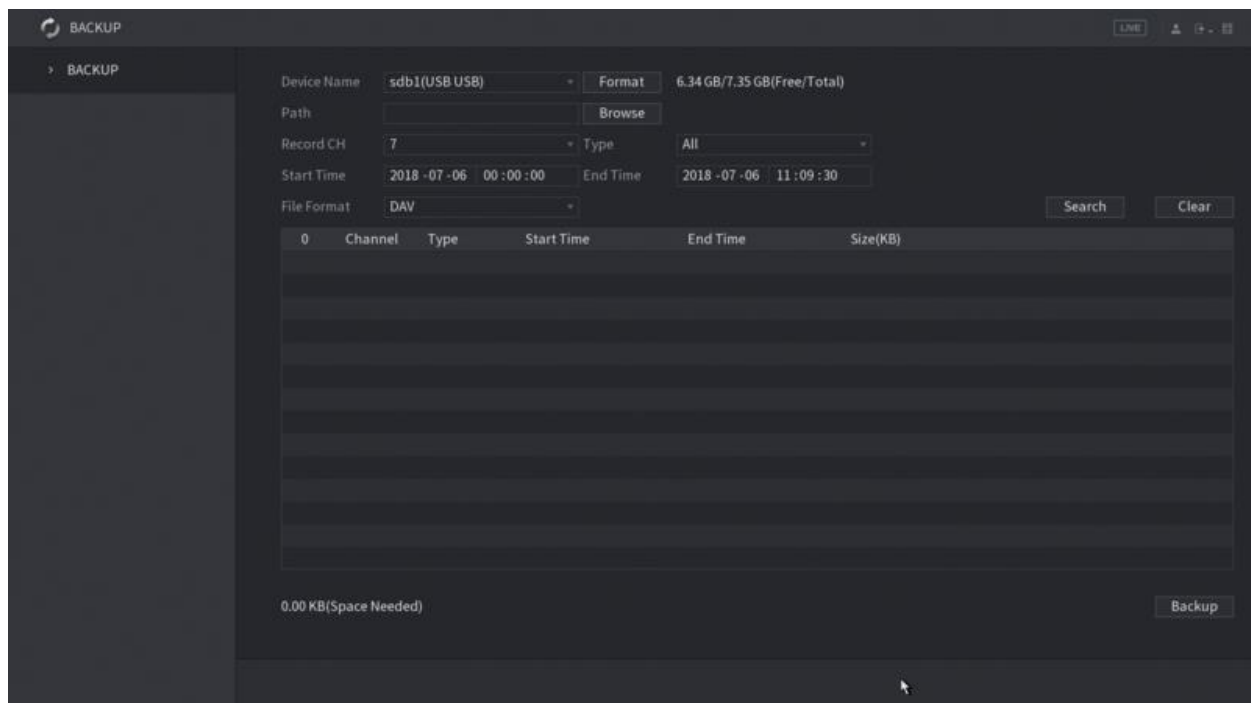 BACKUP
LIVE
BACKUP
Device Name sdb1(USB USB) Format 6.34 GB/7.35 GB(Free/Total)
Path Browse
Record CH 7 Type All
Start Time 2018 -07 -06 00 :00 :00 End Time 2018 -07 -06 11 :09 :30
File Format DAV Search Clear
0 Channel Type Start Time End Time Size(KB)
0.00 KB(Space Needed) Backup